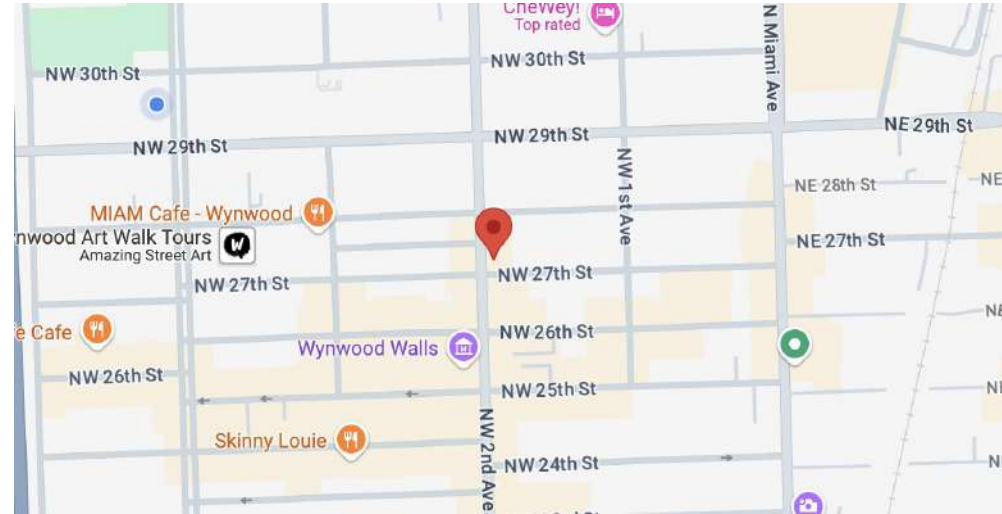 CheWey!
Top rated
N Miami Ave
NW 30th St
NW 30th St
NE 29th St
NW 29th St
NW 29th St
NW 1st Ave
NE 28th St
NE
MIAM Cafe - Wynwood
nwood Art Walk Tours
Amazing Street Art
NE 27th St
NW 27th St
NW 27th St
e Cafe
Wynwood Walls
NW 26th St
NW 26th St
NW 25th St
Skinny Louie
NW 2nd Ave
NW 24th St